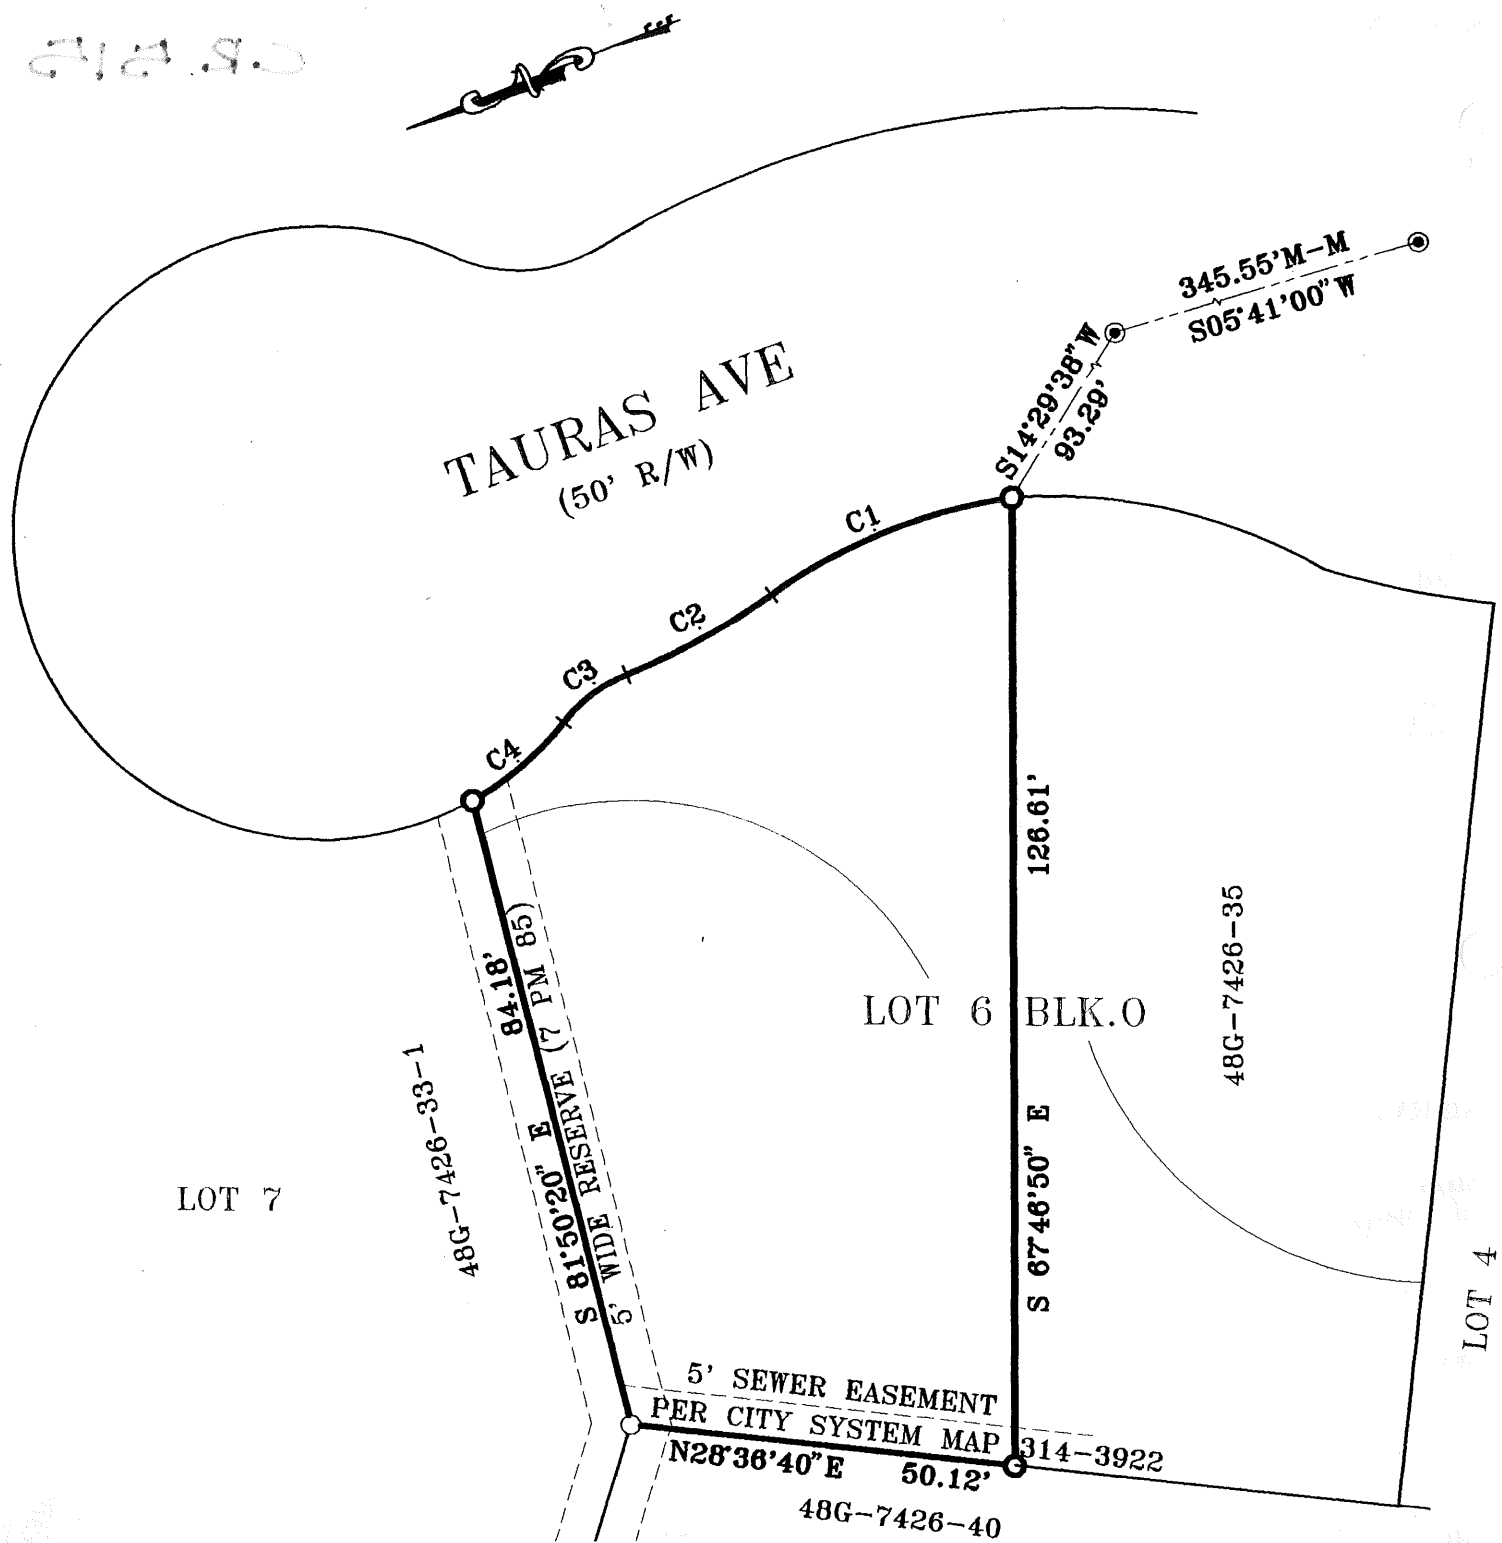 C.R. 515
345.55'M-M
S05°41'00"W
S14°29'38"W
93.29'
TAURAS AVE
(50' R/W)
C1
C2
C3
C4
126.61'
S 67°46'50" E
84.18'
S 81°50'20" E
5' WIDE RESERVE (7 PM 85)
48G-7426-33-1
48G-7426-35
LOT 6 BLK.O
LOT 7
LOT 4
5' SEWER EASEMENT
PER CITY SYSTEM MAP 314-3922
N28°36'40"E 50.12'
48G-7426-40